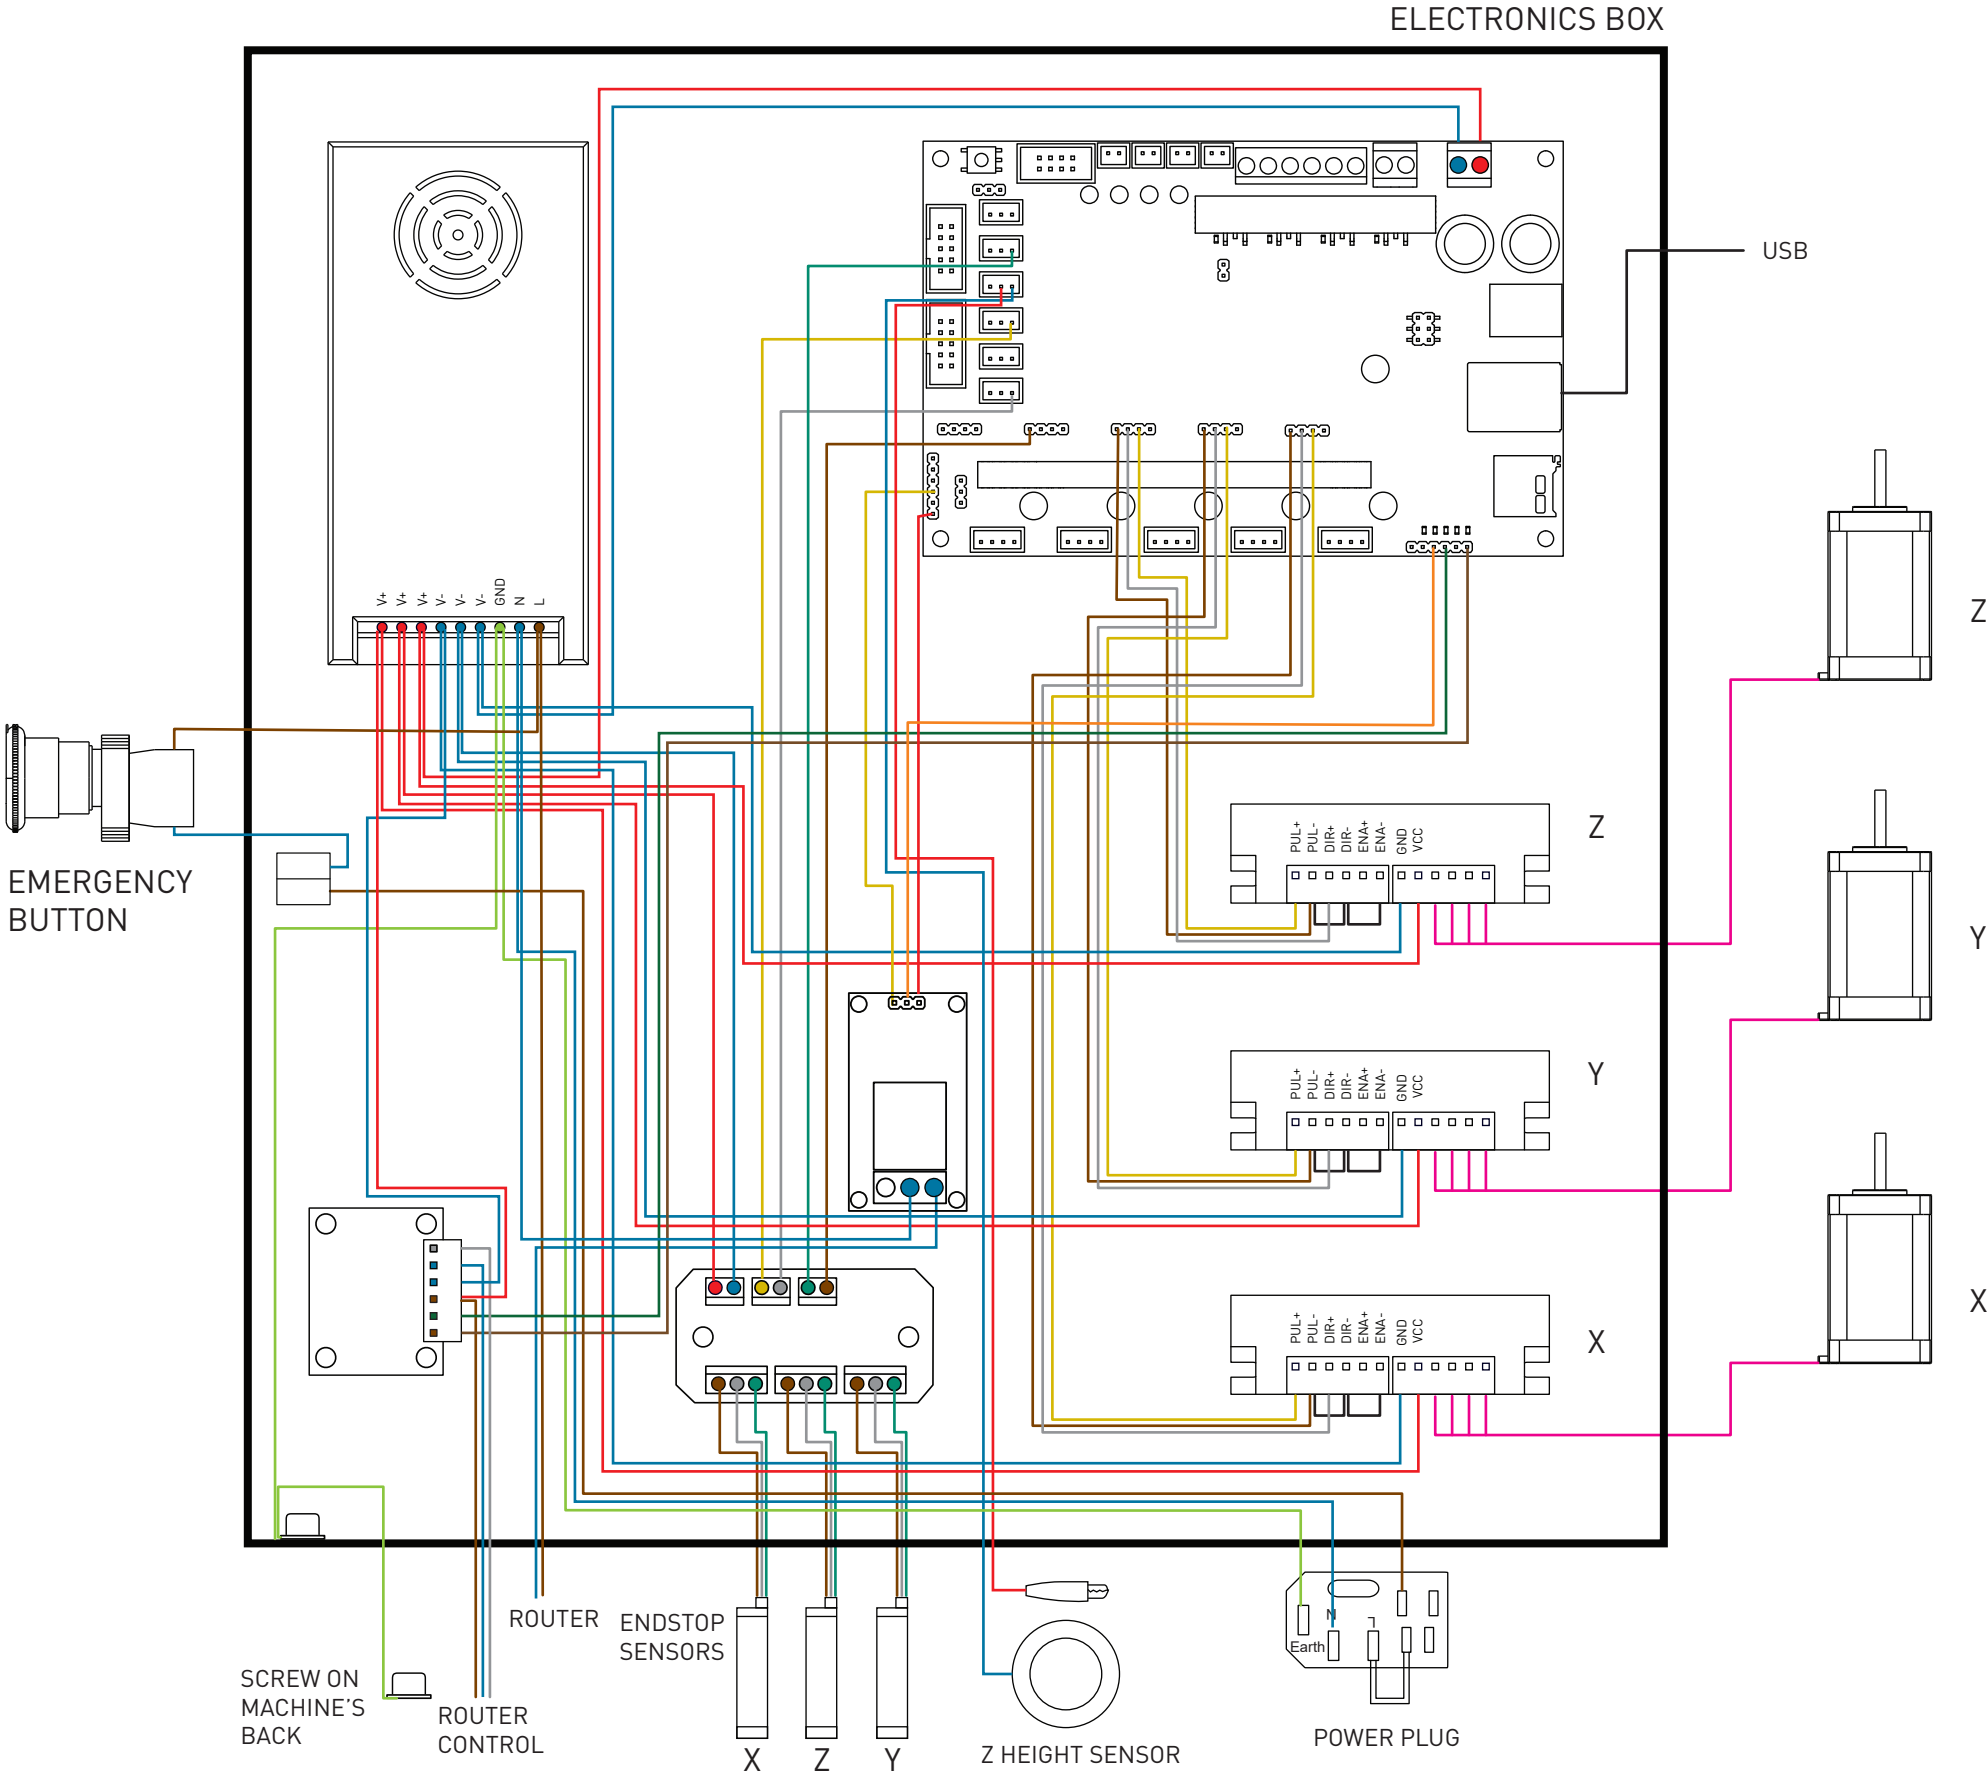 ELECTRONICS BOX
USB
V+ V+ V+ V- V- V- GND N L
Z
EMERGENCY
BUTTON
Z
PUL+ PUL- DIR+ DIR- ENA+ ENA- GND VCC
Y
Y
PUL+ PUL- DIR+ DIR- ENA+ ENA- GND VCC
X
X
PUL+ PUL- DIR+ DIR- ENA+ ENA- GND VCC
ROUTER
ENDSTOP
SENSORS
N L
Earth
SCREW ON
MACHINE'S
BACK
ROUTER
CONTROL
X Z Y
Z HEIGHT SENSOR
POWER PLUG